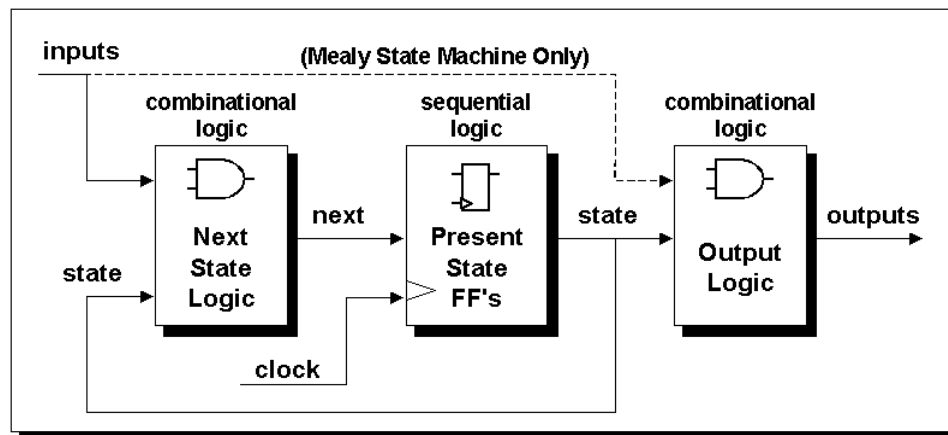 inputs
(Mealy State Machine Only)
combinational
logic
sequential
logic
combinational
logic
next
state
outputs
Next
State
Logic
Present
State
FF's
Output
Logic
state
clock